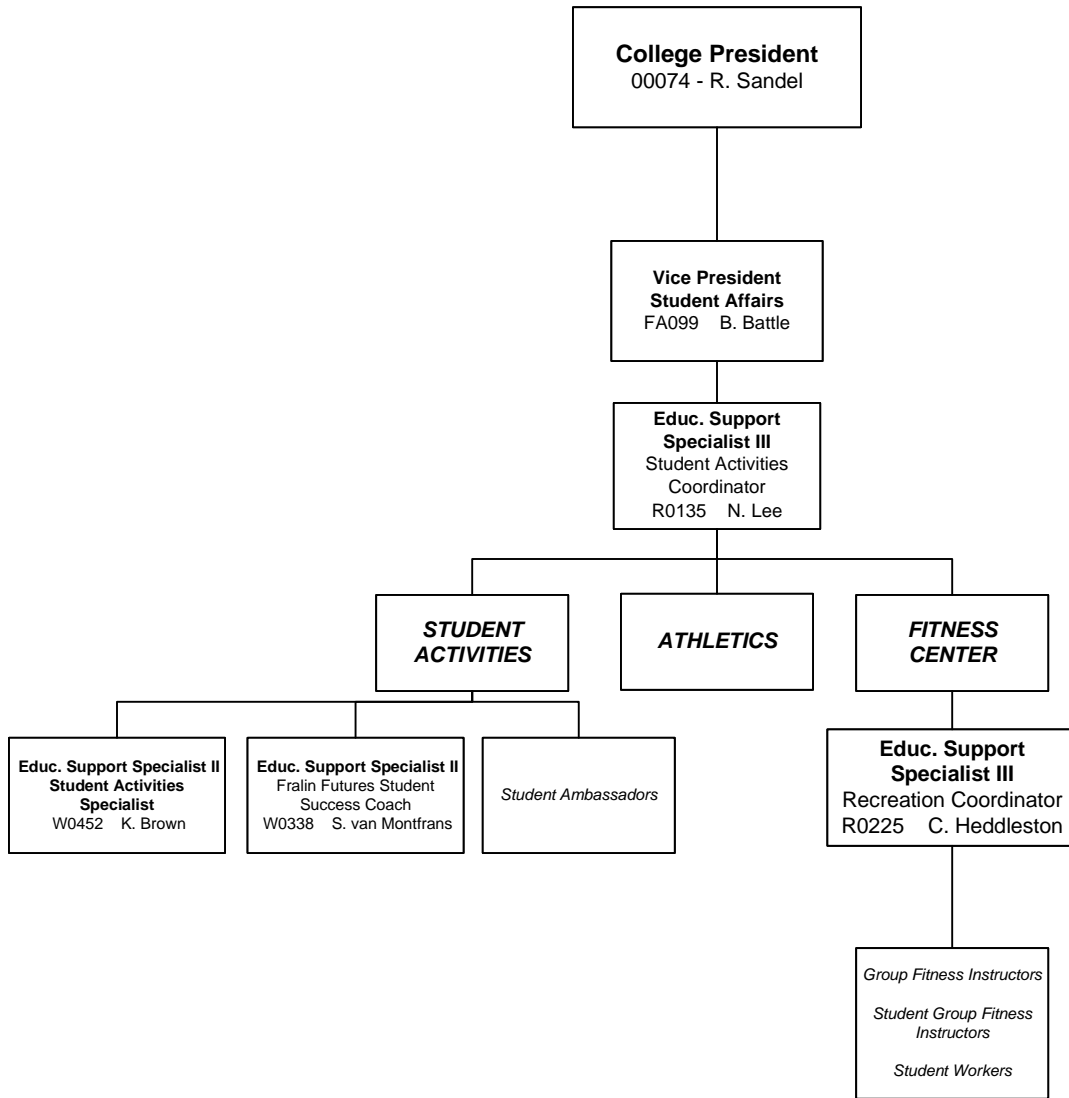 College President
00074 - R. Sandel
Vice President
Student Affairs
FA099 B. Battle
Educ. Support
Specialist III
Student Activities
Coordinator
R0135 N. Lee
STUDENT
ACTIVITIES
ATHLETICS
FITNESS
CENTER
Educ. Support Specialist II
Student Activities
Specialist
W0452 K. Brown
Educ. Support Specialist II
Fralin Futures Student
Success Coach
W0338 S. van Montfrans
Student Ambassadors
Educ. Support
Specialist III
Recreation Coordinator
R0225 C. Heddleston
Group Fitness Instructors
Student Group Fitness
Instructors
Student Workers